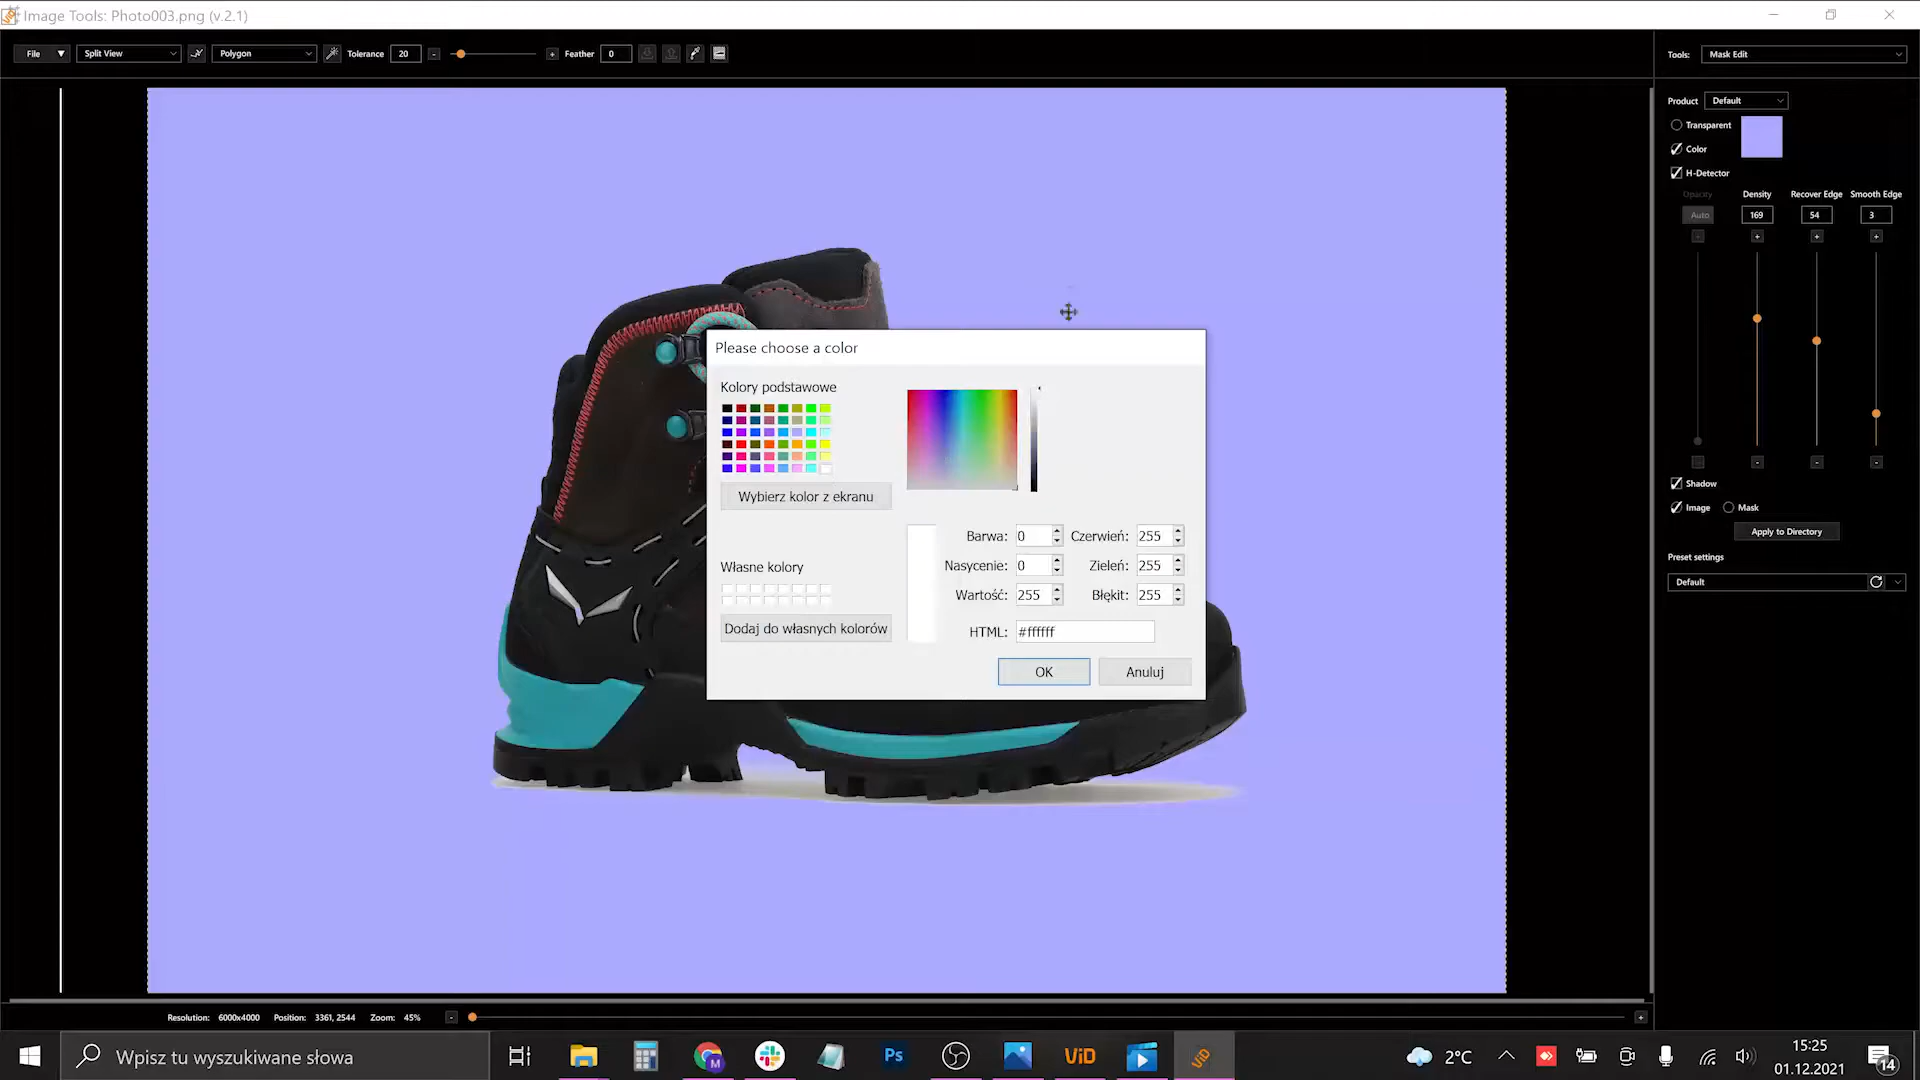 Image Tools: Photo003.png (v.2.1)
File
Split View
Polygon
Tolerance
20
-
+
Feather
0
Tools:
Mask Edit
Product
Default
Transparent
Color
H-Detector
Opacity
Density
Recover Edge
Smooth Edge
Auto
169
54
3
Shadow
Image
Mask
Apply to Directory
Preset settings
Default
Please choose a color
Kolory podstawowe
Wybierz kolor z ekranu
Własne kolory
Dodaj do własnych kolorów
Barwa:
0
Czerwień:
255
Nasycenie:
0
Zieleń:
255
Wartość:
255
Błękit:
255
HTML:
#ffffff
OK
Anuluj
Resolution: 6000x4000 Position: 3361, 2544 Zoom: 45%
-
+
Wpisz tu wyszukiwane słowa
M
Ps
ViD
2°C
15:25
01.12.2021
14